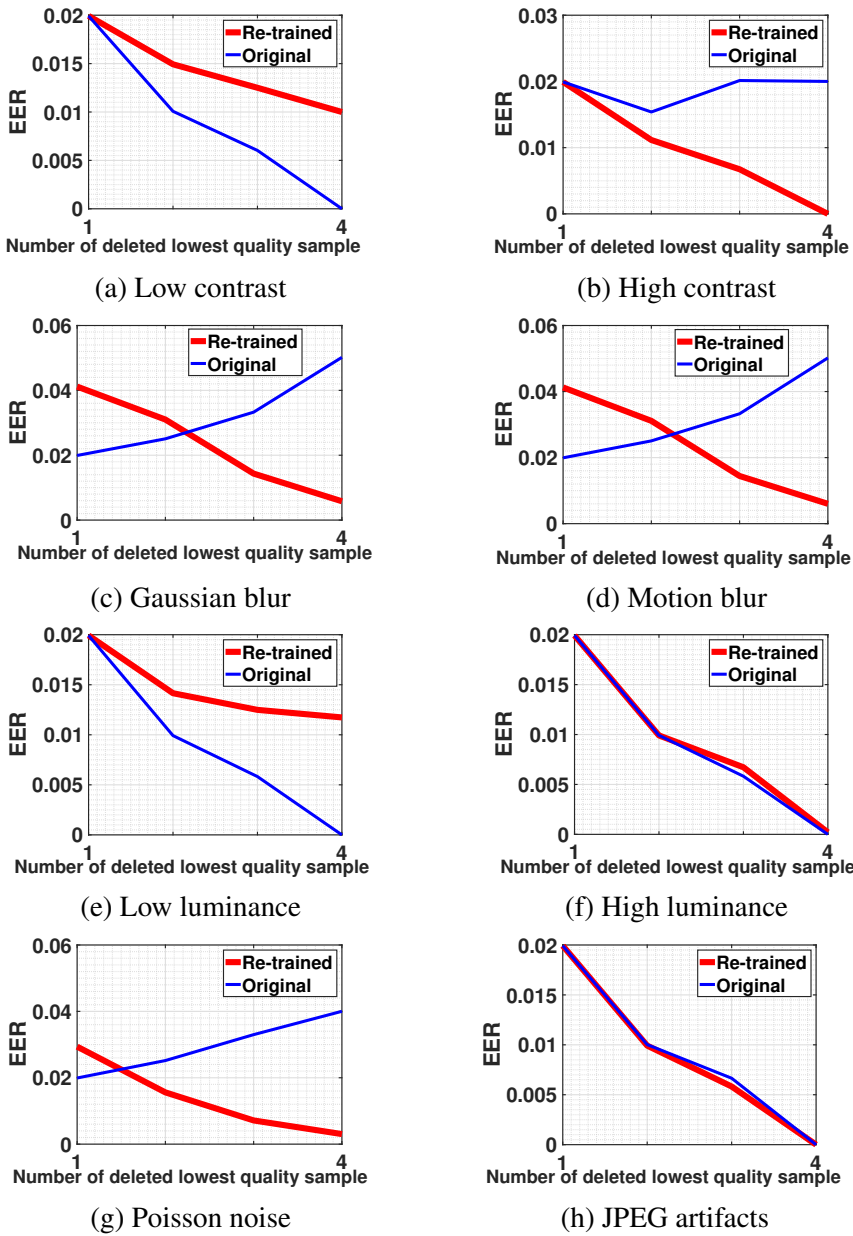 0.02
0.015
0.01
0.005
0
EER
Re-trained
Original
1 4
Number of deleted lowest quality sample
(a) Low contrast
0.03
0.02
0.01
0
EER
Re-trained
Original
1 4
Number of deleted lowest quality sample
(b) High contrast
0.06
0.04
0.02
0
EER
Re-trained
Original
1 4
Number of deleted lowest quality sample
(c) Gaussian blur
0.06
0.04
0.02
0
EER
Re-trained
Original
1 4
Number of deleted lowest quality sample
(d) Motion blur
0.02
0.015
0.01
0.005
0
EER
Re-trained
Original
1 4
Number of deleted lowest quality sample
(e) Low luminance
0.02
0.015
0.01
0.005
0
EER
Re-trained
Original
1 4
Number of deleted lowest quality sample
(f) High luminance
0.06
0.04
0.02
0
EER
Re-trained
Original
1 4
Number of deleted lowest quality sample
(g) Poisson noise
0.02
0.015
0.01
0.005
0
EER
Re-trained
Original
1 4
Number of deleted lowest quality sample
(h) JPEG artifacts